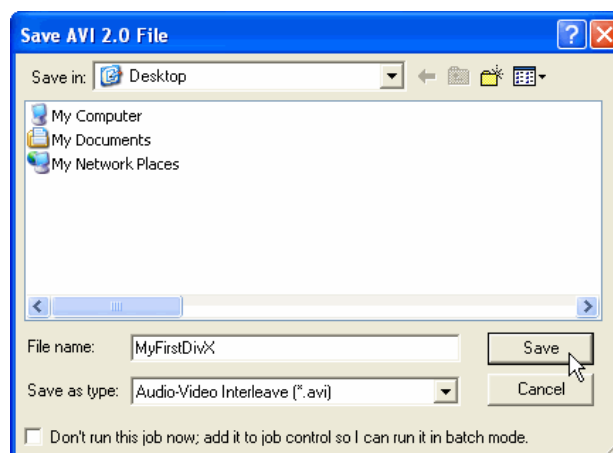 Save AVI 2.0 File
Save in: Desktop
My Computer
My Documents
My Network Places
File name: MyFirstDivX Save
Save as type: Audio-Video Interleave (*.avi) Cancel
Don't run this job now; add it to job control so I can run it in batch mode.